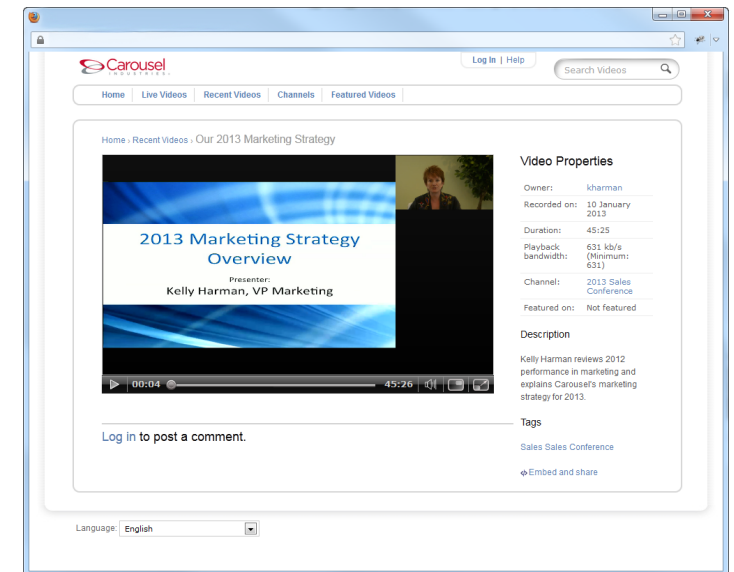 Carousel
INDUSTRIES.
Log In | Help
Search Videos
Home
Live Videos
Recent Videos
Channels
Featured Videos
Home › Recent Videos › Our 2013 Marketing Strategy
2013 Marketing Strategy
Overview
Presenter:
Kelly Harman, VP Marketing
00:04
45:26
Log in to post a comment.
Video Properties
Owner: kharman
Recorded on: 10 January
2013
Duration: 45:25
Playback 631 kb/s
bandwidth: (Minimum:
631)
Channel: 2013 Sales
Conference
Featured on: Not featured
Description
Kelly Harman reviews 2012
performance in marketing and
explains Carousel's marketing
strategy for 2013.
Tags
Sales Sales Conference
Embed and share
Language: English